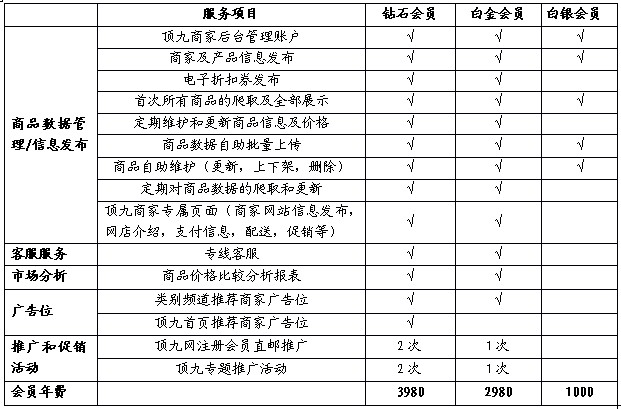 服务项目 钻石会员 白金会员 白银会员
顶九商家后台管理账户 √ √ √
商家及产品信息发布 √ √ √
电子折扣券发布 √ √
首次所有商品的爬取及全部展示 √ √ √
商品数据管理/信息发布 定期维护和更新商品信息及价格 √ √
商品数据自助批量上传 √ √ √
商品自助维护（更新，上下架，删除） √ √ √
定期对商品数据的爬取和更新 √ √
顶九商家专属页面（商家网站信息发布，
网店介绍，支付信息，配送，促销等） √ √
客服服务 专线客服 √ √
市场分析 商品价格比较分析报表 √ √
广告位 类别频道推荐商家广告位 √ √
顶九首页推荐商家广告位 √
推广和促销 顶九网注册会员直邮推广 2次 1次
活动 顶九专题推广活动 2次 1次
会员年费 3980 2980 1000